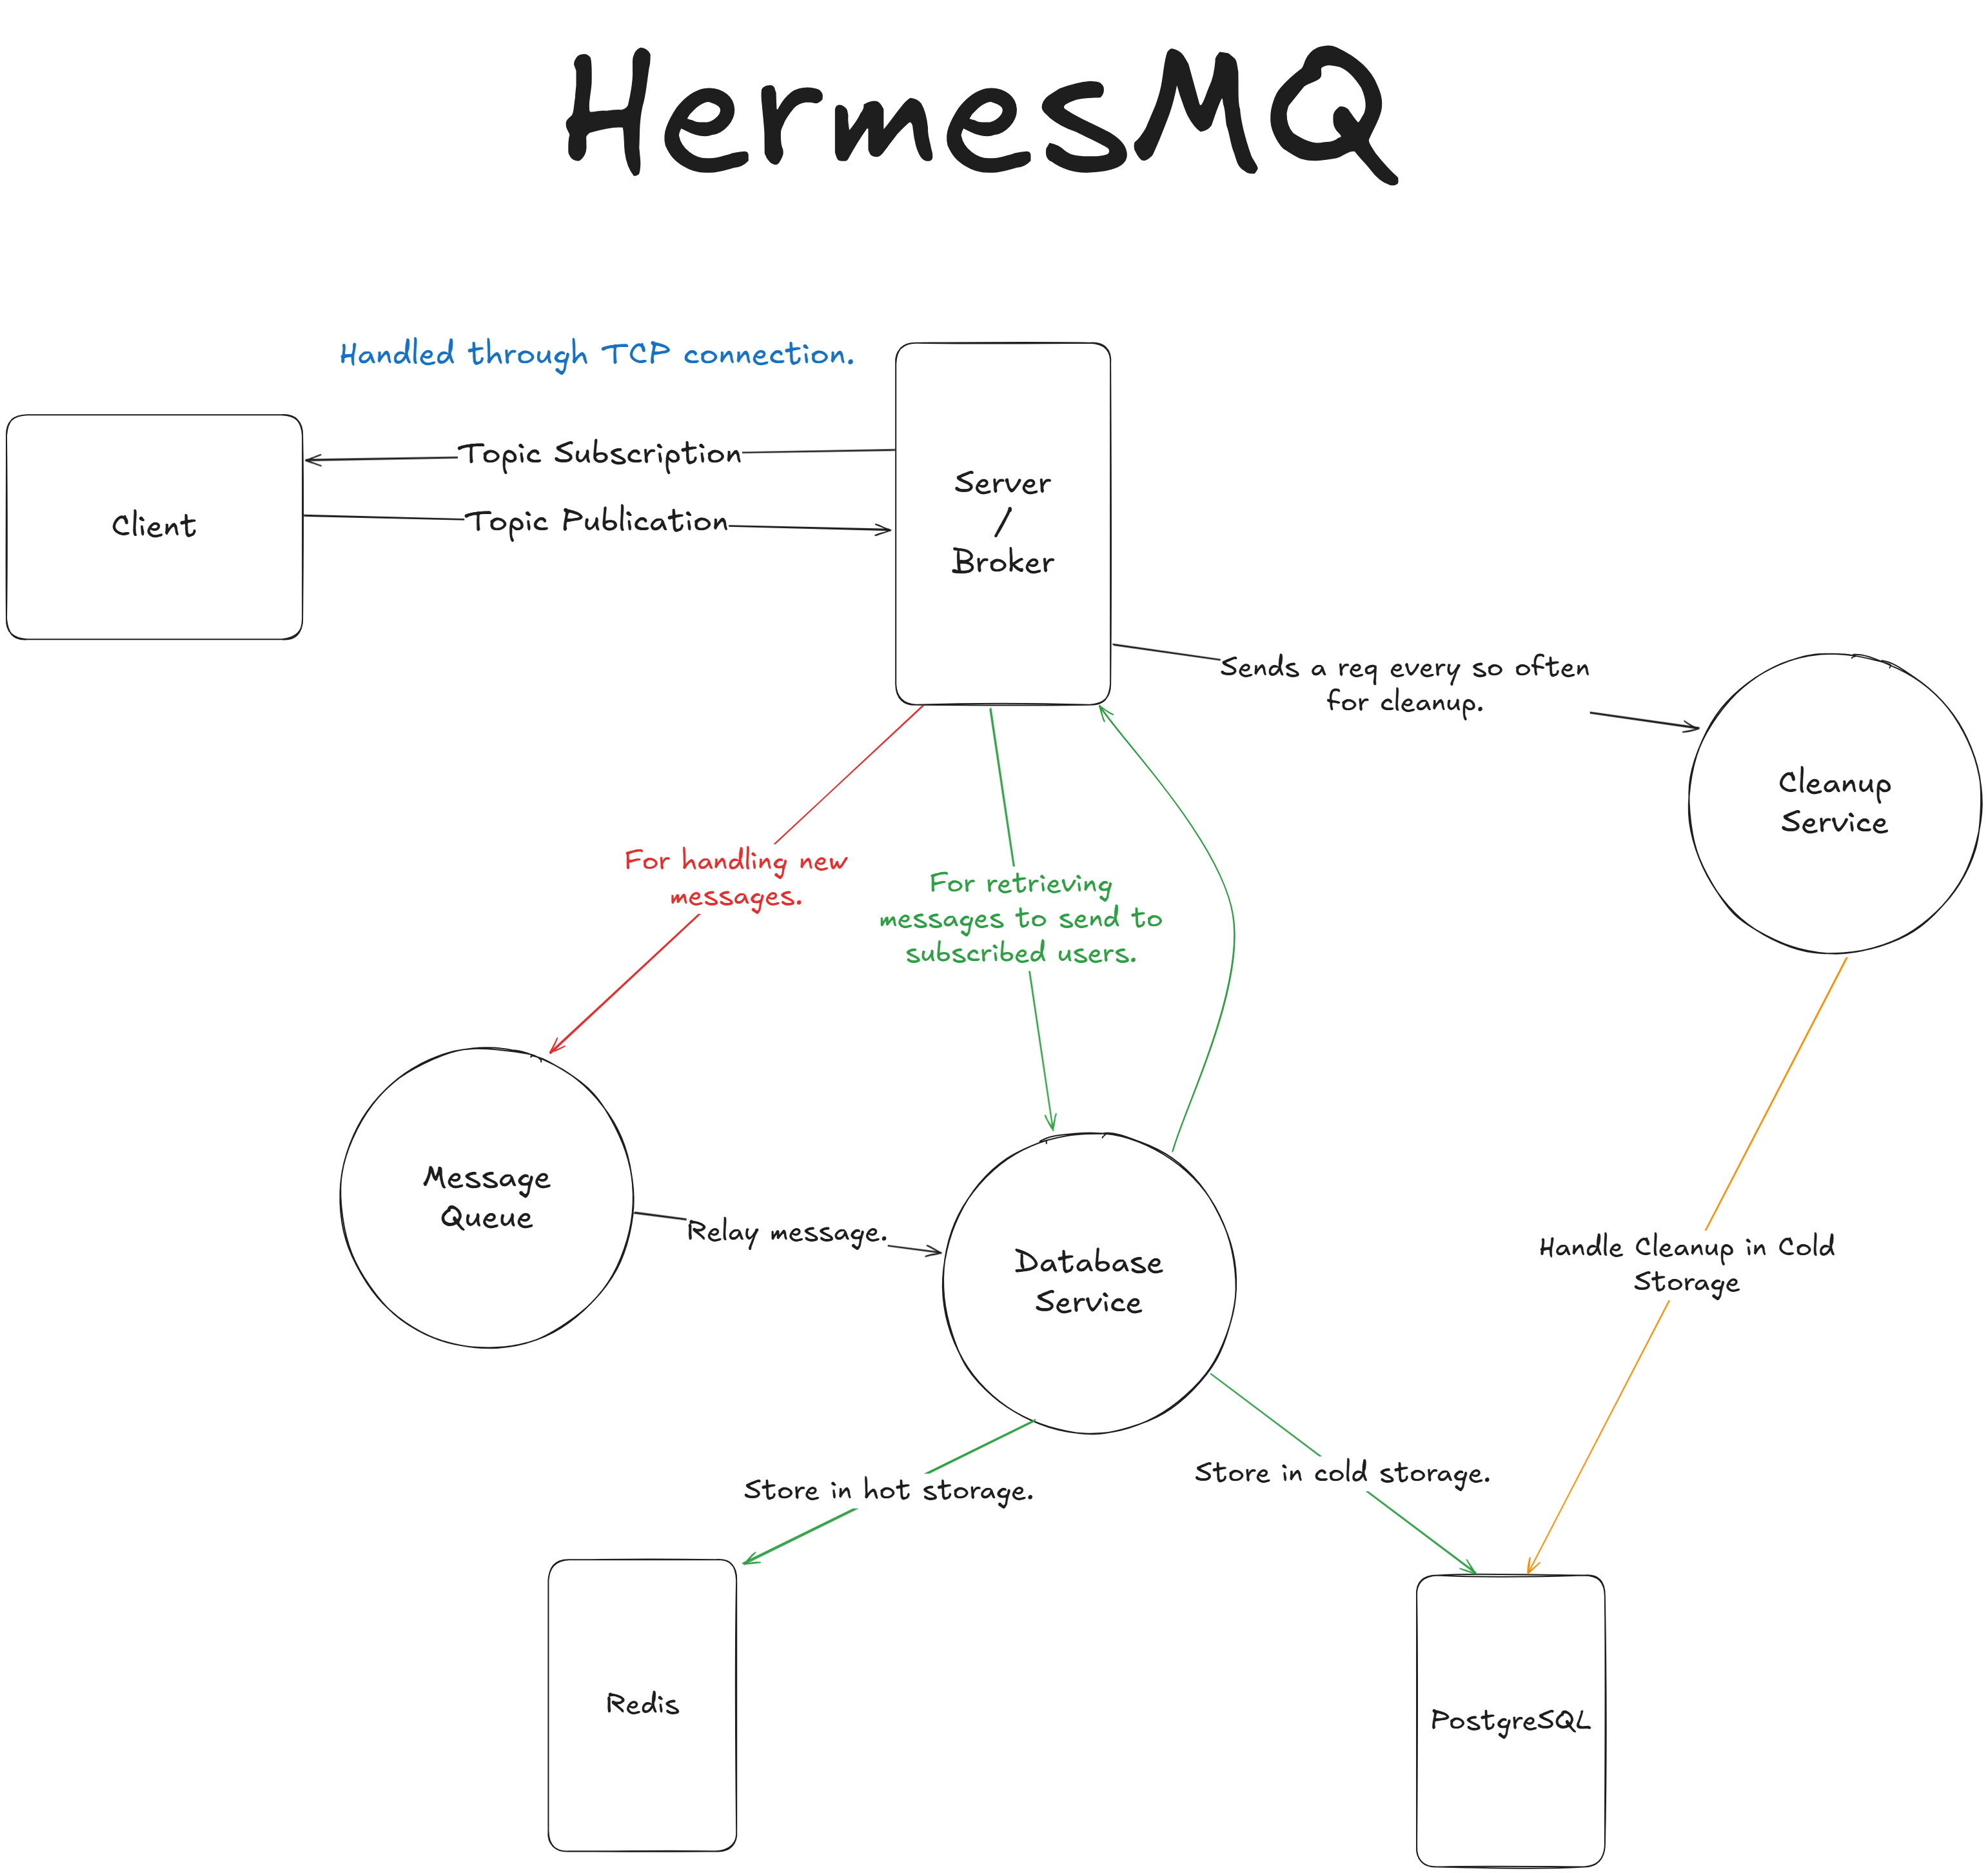 HermesMQ
Handled through TCP connection.
Topic Subscription
Topic Publication
Client
Server
/
Broker
Sends a req every so often
for cleanup.
Cleanup
Service
For handling new
messages.
For retrieving
messages to send to
subscribed users.
Message
Queue
Relay message.
Database
Service
Handle Cleanup in Cold
Storage
Store in hot storage.
Store in cold storage.
Redis
PostgreSQL